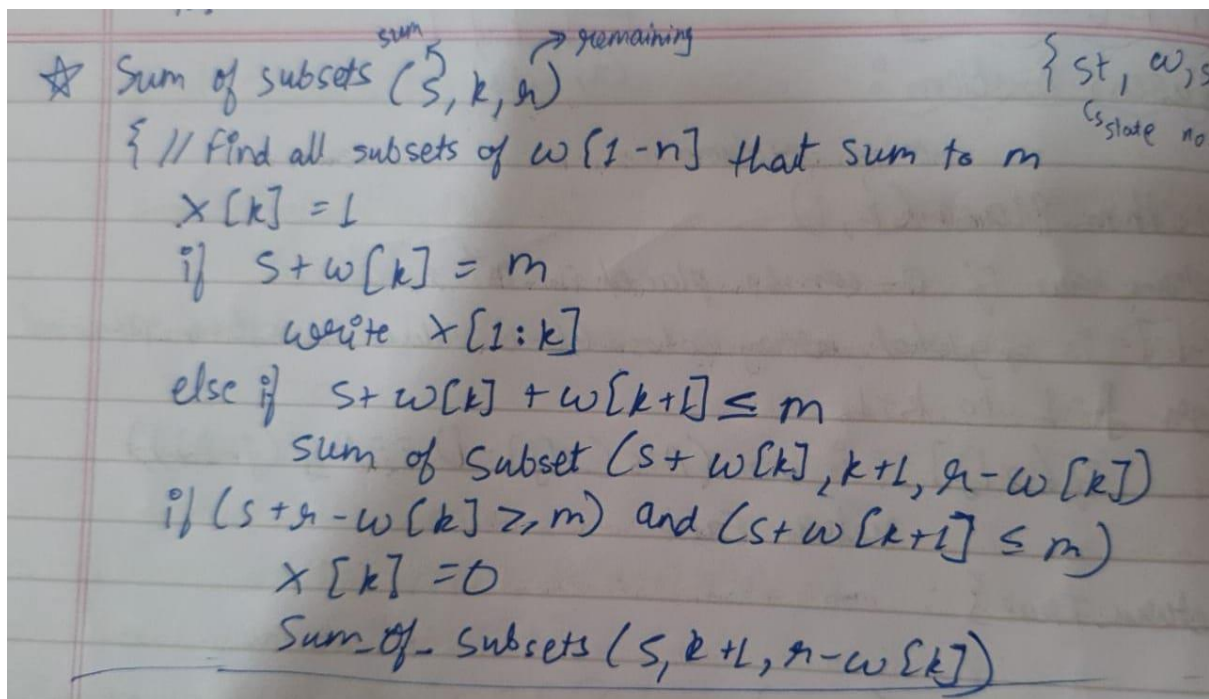 sum → remaining
☆ Sum of subsets (s, k, r) { st, w, s
↳ state no
{ // Find all subsets of w[1-n] that sum to m
x[k] = 1
if s + w[k] = m
write x[1:k]
else if s + w[k] + w[k+1] ≤ m
sum of subset (s + w[k], k+1, r - w[k])
if (s + r - w[k] ≥ m) and (s + w[k+1] ≤ m)
x[k] = 0
Sum_of_subsets (s, k+1, r - w[k])